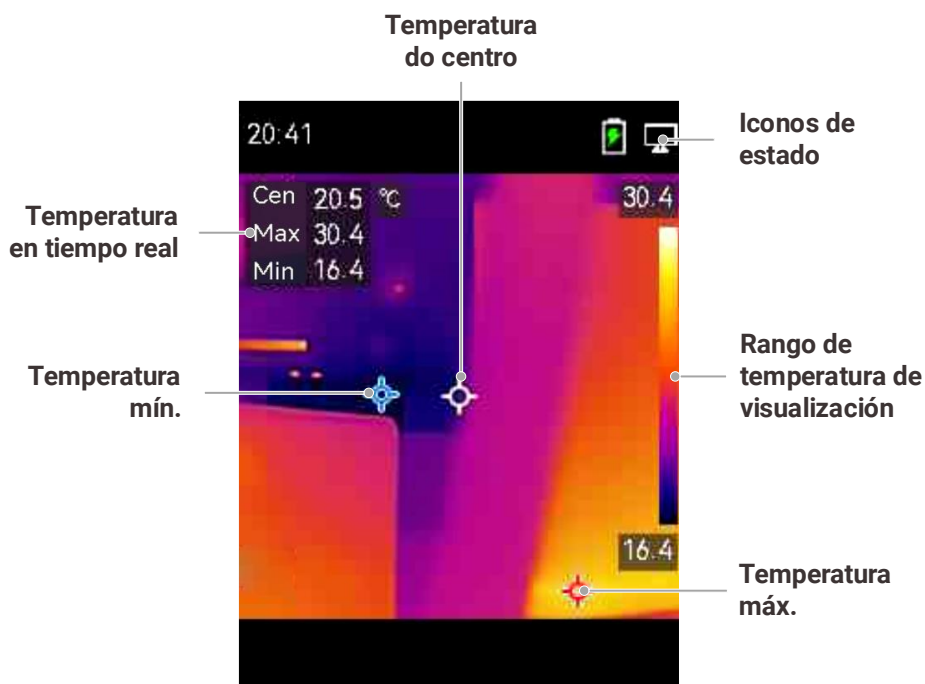 Temperatura
do centro
20:41
Iconos de
estado
Cen 20.5 °C
30.4
Temperatura
en tiempo real
Max 30.4
Min 16.4
Temperatura
mín.
Rango de
temperatura de
visualización
16.4
Temperatura
máx.